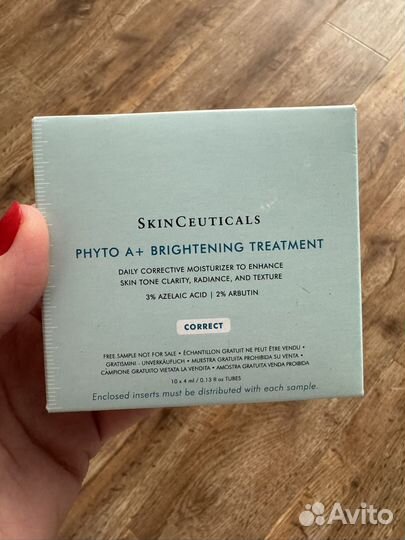 SKINCEUTICALS
PHYTO A+ BRIGHTENING TREATMENT
DAILY CORRECTIVE MOISTURIZER TO ENHANCE
SKIN TONE CLARITY, RADIANCE, AND TEXTURE
3% AZELAIC ACID | 2% ARBUTIN
CORRECT
FREE SAMPLE NOT FOR SALE • ÉCHANTILLON GRATUIT NE PEUT ÊTRE VENDU •
GRATISMINI - UNVERKÄUFLICH • MUESTRA GRATUITA PROHIBIDA SU VENTA •
CAMPIONE GRATUITO VIETATA LA VENDITA • AMOSTRA GRATUITA VENDA PROIBIDA
10 x 4 ml / 0.13 fl oz TUBES
Enclosed inserts must be distributed with each sample.
Avito